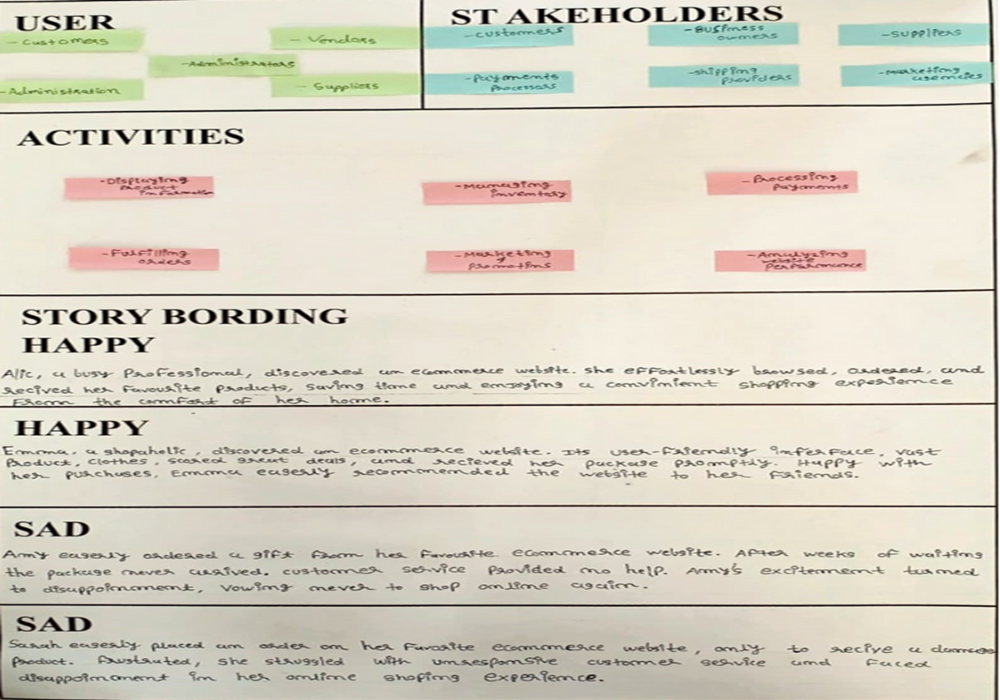 USER
STAKEHOLDERS
- Customers
- Vendors
- Administrators
- Administration
- Suppliers
- customers
- Business owners
- Suppliers
- Payments processors
- shipping providers
- marketing agencies
ACTIVITIES
- Displaying product information
- Managing inventory
- Processing Payments
- Fulfilling orders
- Marketing & promotions
- Analyzing website performance
STORY BORDING
HAPPY
Alic, a busy Professional, discovered an ecommerce website. she effortlessly browsed, ordered, and
recived her favourite products, saving time and enjoying a convinient shopping experience
From the comfort of her home.
HAPPY
Emma, a shopaholic, discovered an ecommerce website. Its user-friendly interface, vast
Product, clothes, scored great deals, and recieved her package promptly. Happy with
her purchases, Emma eagerly recommended the website to her friends.
SAD
Amy eagerly ordered a gift from her favourite ecommerce website. After weeks of waiting
the package never arrived. customer service provided no help. Amy's excitement turned
to disappoinment, vowing never to shop online again.
SAD
Sarah eagerly placed an order on her favorite ecommerce website, only to recive a damage
Product. frustrated, she struggled with unresponsive customer service and faced
disappoinment in her online shoping experience.